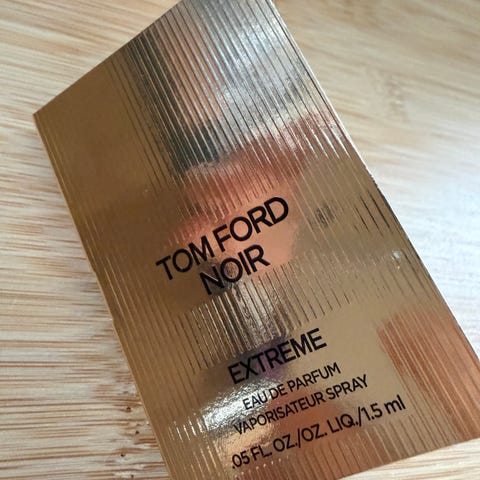 TOM FORD
NOIR
EXTREME
EAU DE PARFUM
VAPORISATEUR SPRAY
.05 FL. OZ./OZ. LIQ./1.5 ml